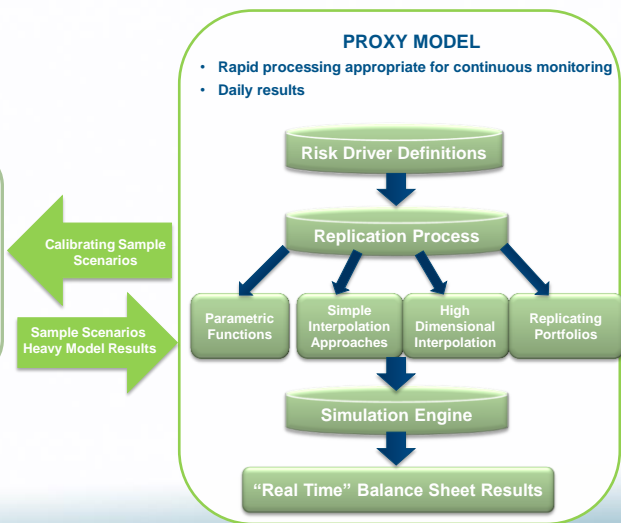 PROXY MODEL
• Rapid processing appropriate for continuous monitoring
• Daily results
Risk Driver Definitions
Replication Process
Calibrating Sample
Scenarios
Sample Scenarios
Heavy Model Results
Parametric
Functions
Simple
Interpolation
Approaches
High
Dimensional
Interpolation
Replicating
Portfolios
Simulation Engine
“Real Time” Balance Sheet Results